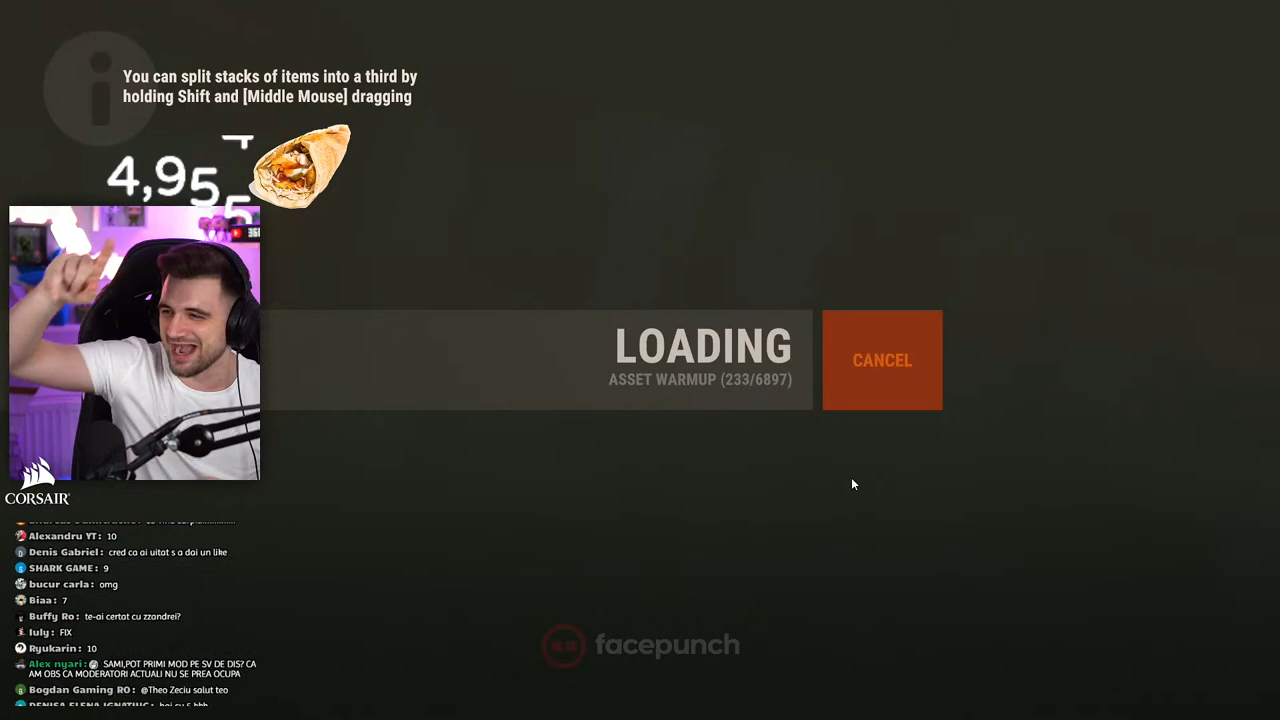 You can split stacks of items into a third by
holding Shift and [Middle Mouse] dragging
4,95
LOADING
ASSET WARMUP (233/6897)
CANCEL
CORSAIR
Alexandru YT: 10
Denis Gabriel: cred ca ai uitat s a dai un like
SHARK GAME: 9
bucur carla: omg
Biaa: 7
Buffy Ro: te-ai certat cu zzandrei?
Iuly: FIX
Ryukarin: 10
Alex nyari: SAMI,POT PRIMI MOD PE SV DE DIS? CA
AM OBS CA MODERATORI ACTUALI NU SE PREA OCUPA
Bogdan Gaming RO: @Theo Zeciu salut teo
facepunch